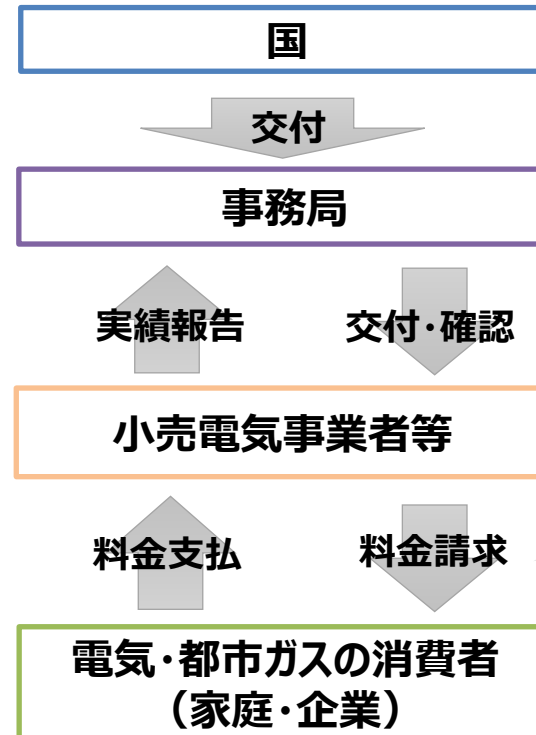 国
交付
事務局
実績報告
交付・確認
小売電気事業者等
料金支払
料金請求
電気・都市ガスの消費者
（家庭・企業）